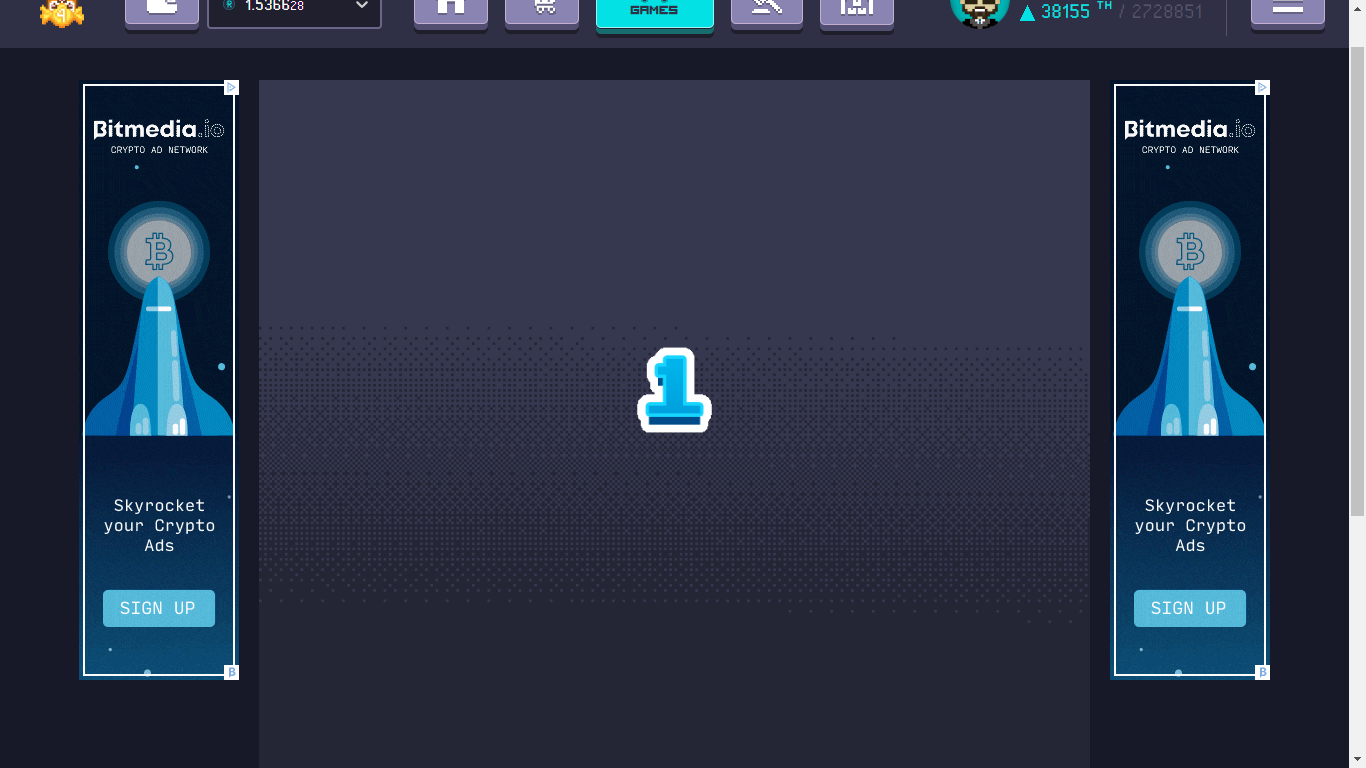 1.536628
GAMES
38155 TH / 2728851
Bitmedia.io
CRYPTO AD NETWORK
Skyrocket
your Crypto
Ads
SIGN UP
1
Bitmedia.io
CRYPTO AD NETWORK
Skyrocket
your Crypto
Ads
SIGN UP